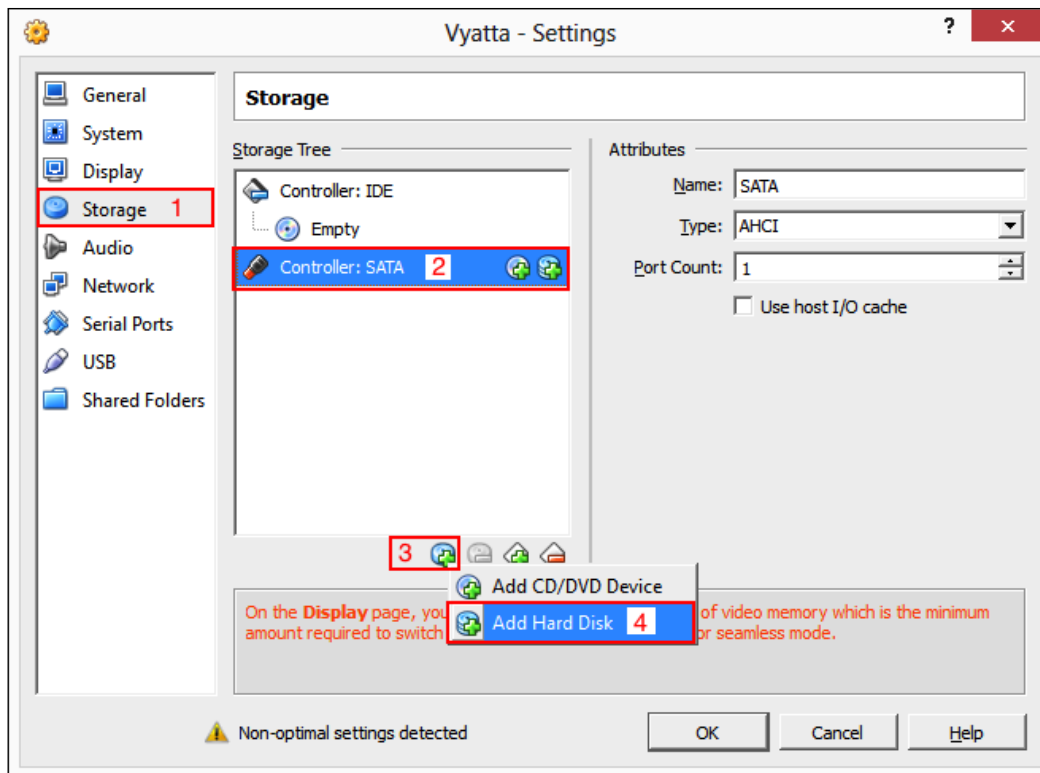 Vyatta - Settings
?
×
General
System
Display
Storage 1
Audio
Network
Serial Ports
USB
Shared Folders
Storage
Storage Tree
Controller: IDE
Empty
Controller: SATA 2
3
Add CD/DVD Device
Add Hard Disk 4
Attributes
Name: SATA
Type: AHCI
Port Count: 1
Use host I/O cache
On the Display page, you of video memory which is the minimum
amount required to switch or seamless mode.
Non-optimal settings detected
OK
Cancel
Help